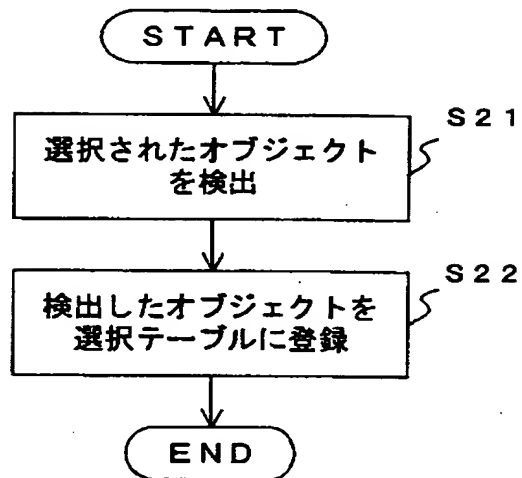 START
選択されたオブジェクト
を検出
S21
検出したオブジェクトを
選択テーブルに登録
S22
END